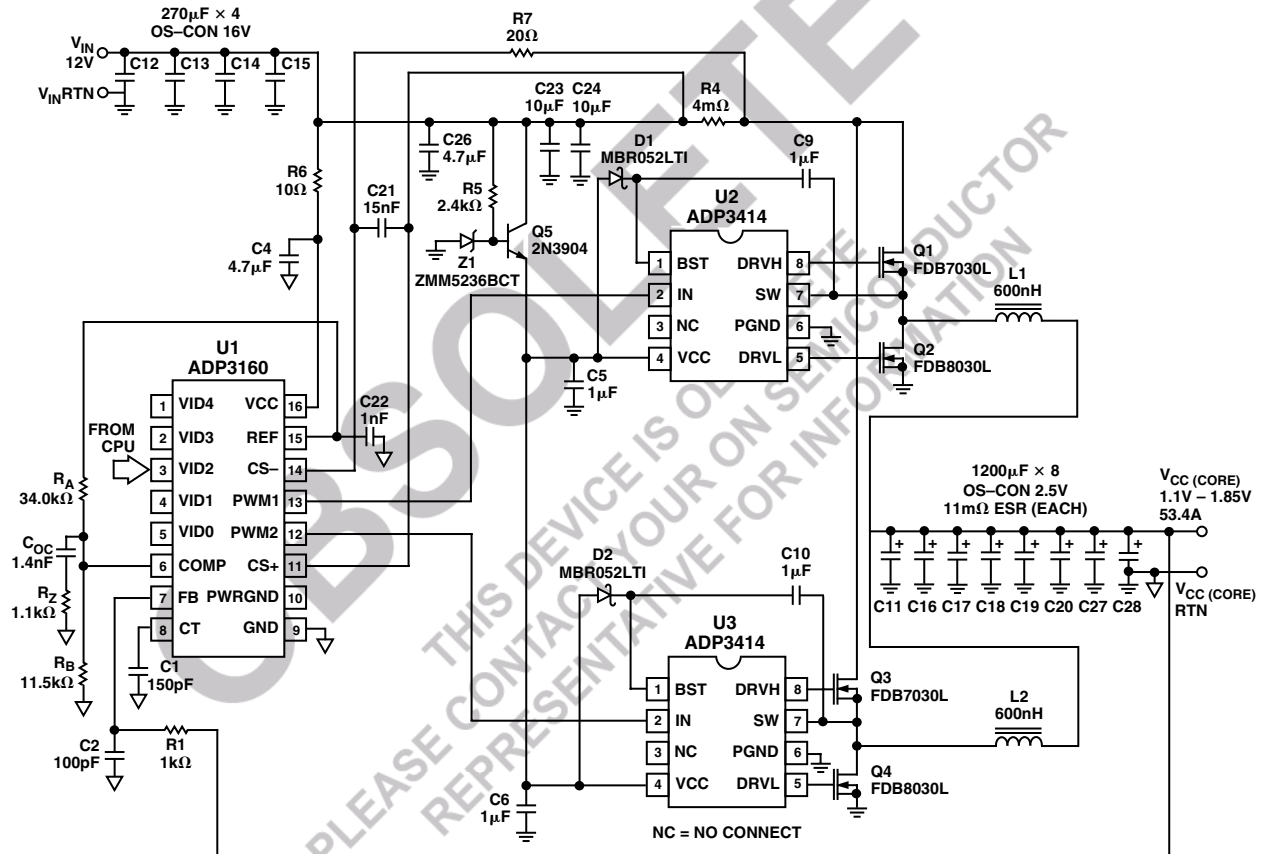 270µF × 4
OS–CON 16V
VIN
12V
VINRTN
C12
C13
C14
C15
R7
20Ω
C23
10µF
C24
10µF
R4
4mΩ
C26
4.7µF
D1
MBR052LTI
C9
1µF
R6
10Ω
C21
15nF
R5
2.4kΩ
Q5
2N3904
Z1
ZMM5236BCT
C4
4.7µF
U2
ADP3414
1 BST
2 IN
3 NC
4 VCC
DRVH 8
SW 7
PGND 6
DRVL 5
Q1
FDB7030L
L1
600nH
Q2
FDB8030L
C5
1µF
U1
ADP3160
1 VID4
2 VID3
3 VID2
4 VID1
5 VID0
6 COMP
7 FB
8 CT
VCC 16
REF 15
CS– 14
PWM1 13
PWM2 12
CS+ 11
PWRGND 10
GND 9
C22
1nF
FROM
CPU
RA
34.0kΩ
COC
1.4nF
RZ
1.1kΩ
RB
11.5kΩ
C1
150pF
C2
100pF
R1
1kΩ
1200µF × 8
OS–CON 2.5V
11mΩ ESR (EACH)
VCC (CORE)
1.1V – 1.85V
53.4A
C11 C16 C17 C18 C19 C20 C27 C28
VCC (CORE)
RTN
D2
MBR052LTI
C10
1µF
U3
ADP3414
1 BST
2 IN
3 NC
4 VCC
DRVH 8
SW 7
PGND 6
DRVL 5
Q3
FDB7030L
L2
600nH
Q4
FDB8030L
C6
1µF
NC = NO CONNECT
OBSOLETE
THIS DEVICE IS OBSOLETE
PLEASE CONTACT YOUR ON SEMICONDUCTOR
REPRESENTATIVE FOR INFORMATION